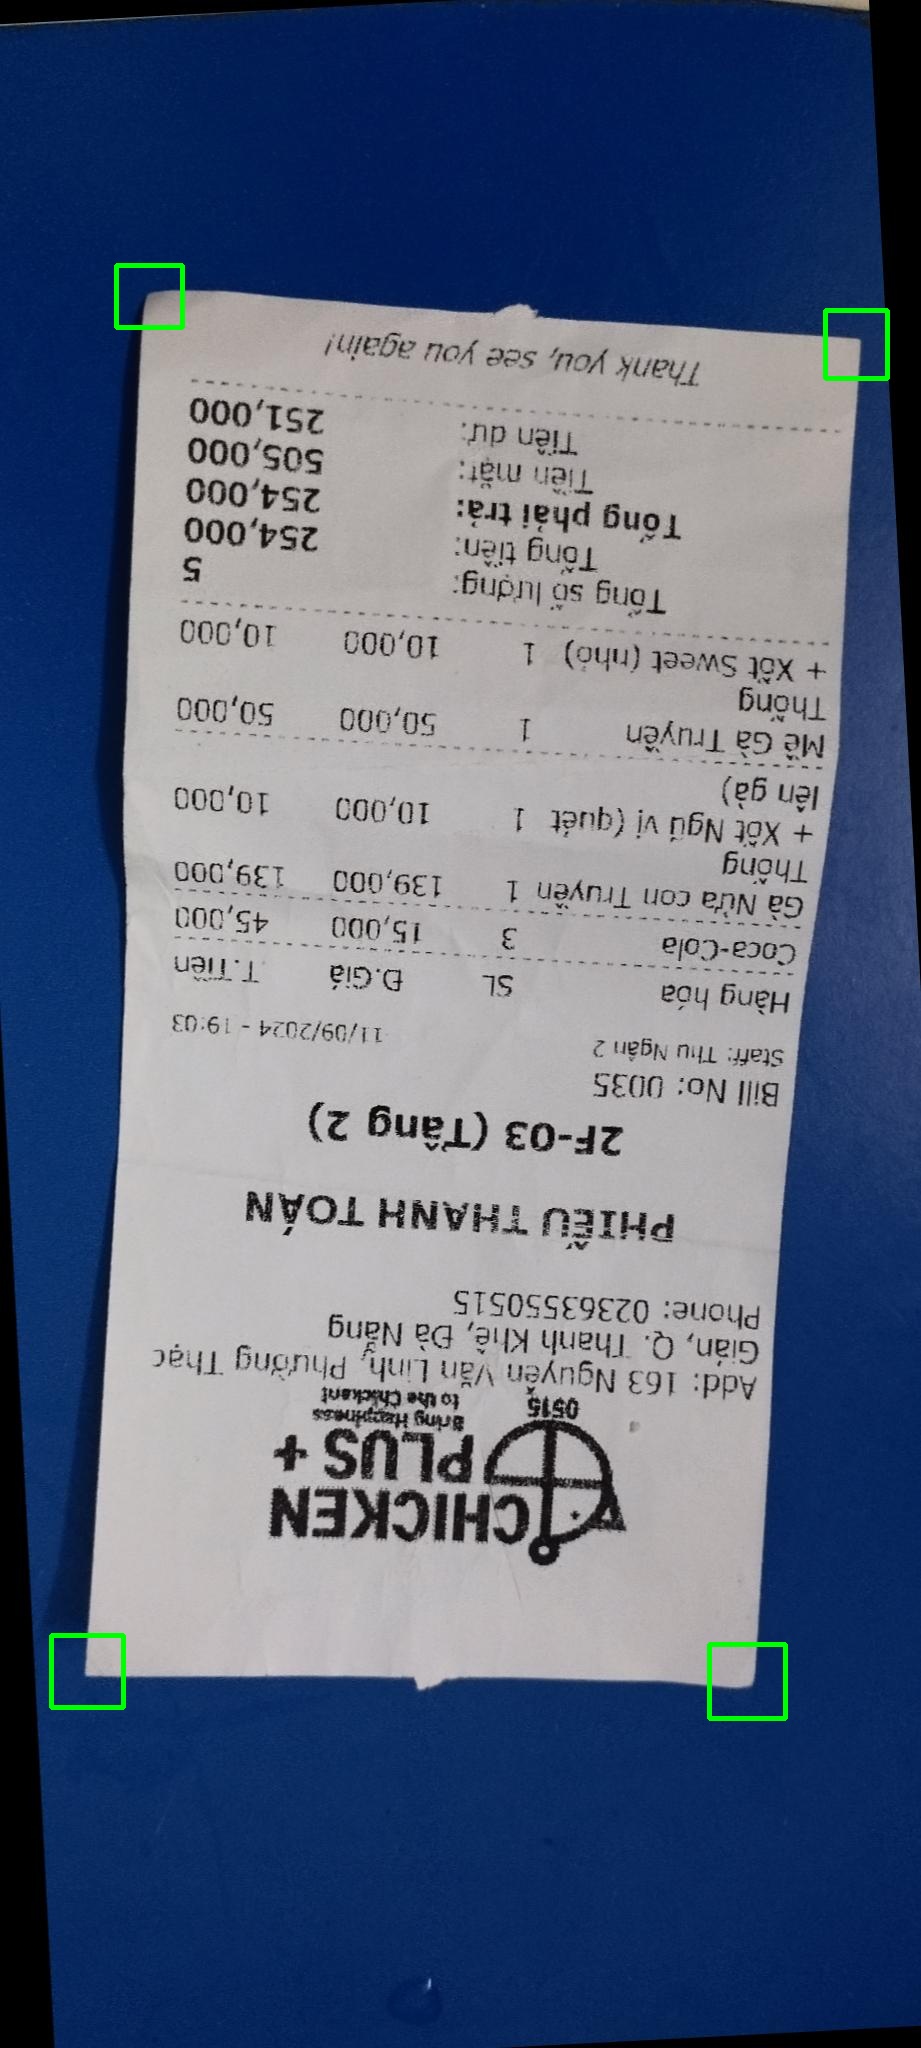 CHICKEN
PLUS +
Bring Happiness
to the Chicken!
0515
Add: 163 Nguyễn Văn Linh, Phường Thạc
Gián, Q. Thanh Khê, Đà Nẵng
Phone: 02363550515
PHIẾU THANH TOÁN
2F-03 (Tầng 2)
Bill No: 0035
Staff: Thu Ngân 2 11/09/2024 - 19:03
Hàng hóa SL Đ.Giá T.Tiền
Coca-Cola 3 15,000 45,000
Gà Nửa con Truyền 1 139,000 139,000
Thống
+ Xốt Ngũ vị (quét 1 10,000 10,000
lên gà)
Mề Gà Truyền 1 50,000 50,000
Thống
+ Xốt Sweet (nhỏ) 1 10,000 10,000
Tổng số lượng: 5
Tổng tiền: 254,000
Tổng phải trả: 254,000
Tiền mặt: 505,000
Tiền dư: 251,000
Thank you, see you again!